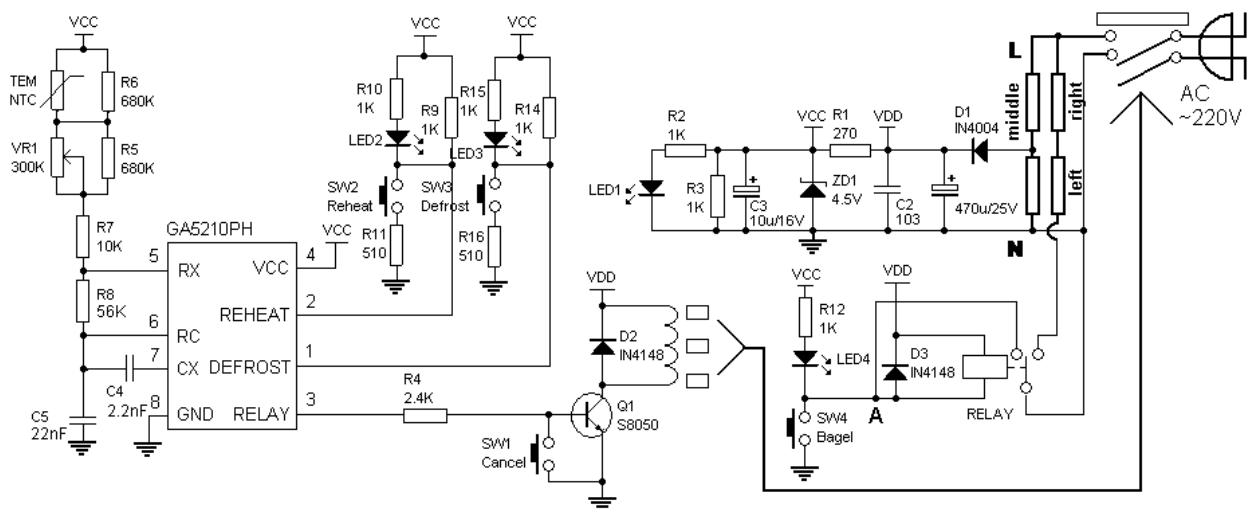 VCC
TEM
NTC
R6
680K
VR1
300K
R5
680K
R7
10K
R8
56K
C4
2.2nF
C5
22nF
GA5210PH
5
RX
6
RC
7
CX
8
GND
VCC
4
VCC
REHEAT
2
DEFROST
1
RELAY
3
VCC
R10
1K
R9
1K
LED2
SW2
Reheat
R11
510
VCC
R15
1K
R14
1K
LED3
SW3
Defrost
R16
510
R4
2.4K
SW1
Cancel
Q1
S8050
VDD
D2
IN4148
R2
1K
LED1
R3
1K
+
C3
10u/16V
VCC
ZD1
4.5V
R1
270
VDD
C2
103
+
470u/25V
D1
IN4004
L
middle
right
left
N
AC
~220V
VCC
R12
1K
LED4
SW4
Bagel
A
VDD
D3
IN4148
RELAY